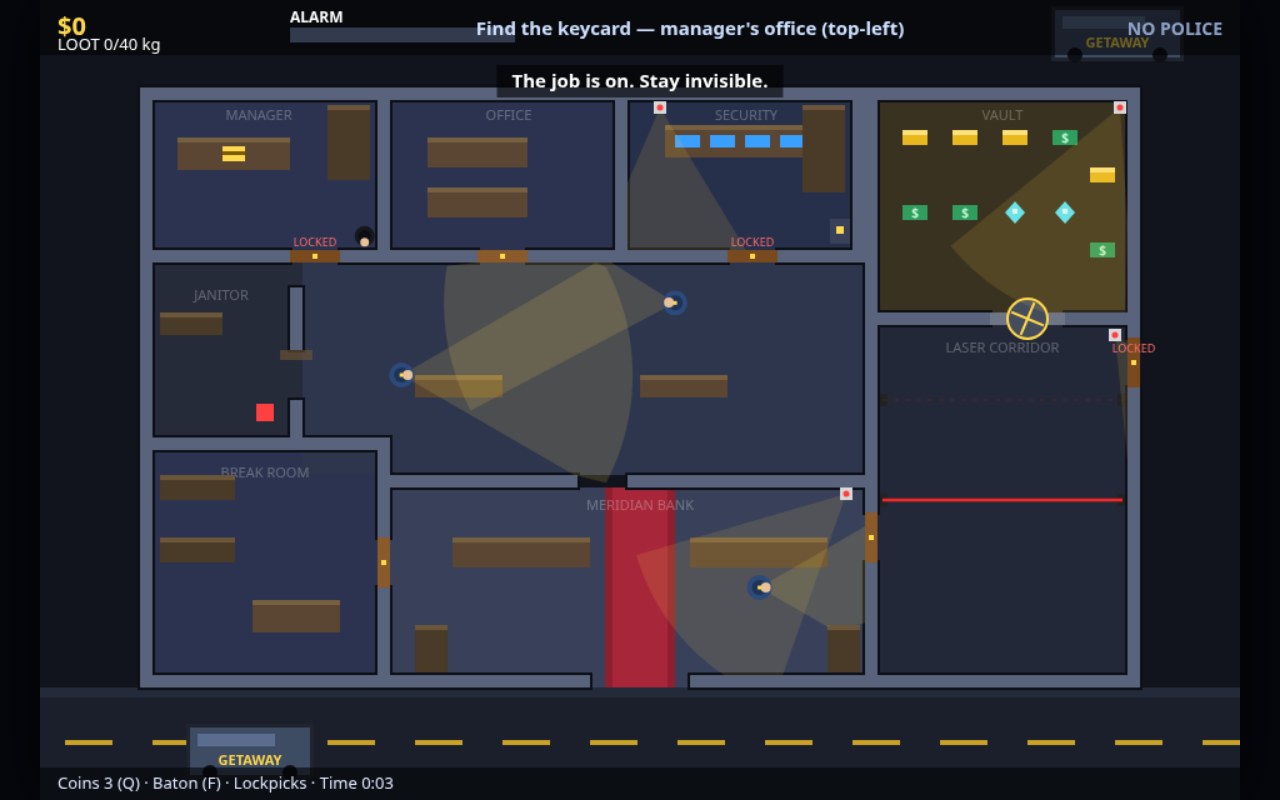 $0
LOOT 0/40 kg
ALARM
Find the keycard — manager's office (top-left)
GETAWAY
NO POLICE
The job is on. Stay invisible.
MANAGER
OFFICE
SECURITY
VAULT
$
$
$
$
LOCKED
LOCKED
JANITOR
LASER CORRIDOR
LOCKED
BREAK ROOM
MERIDIAN BANK
GETAWAY
Coins 3 (Q) · Baton (F) · Lockpicks · Time 0:03